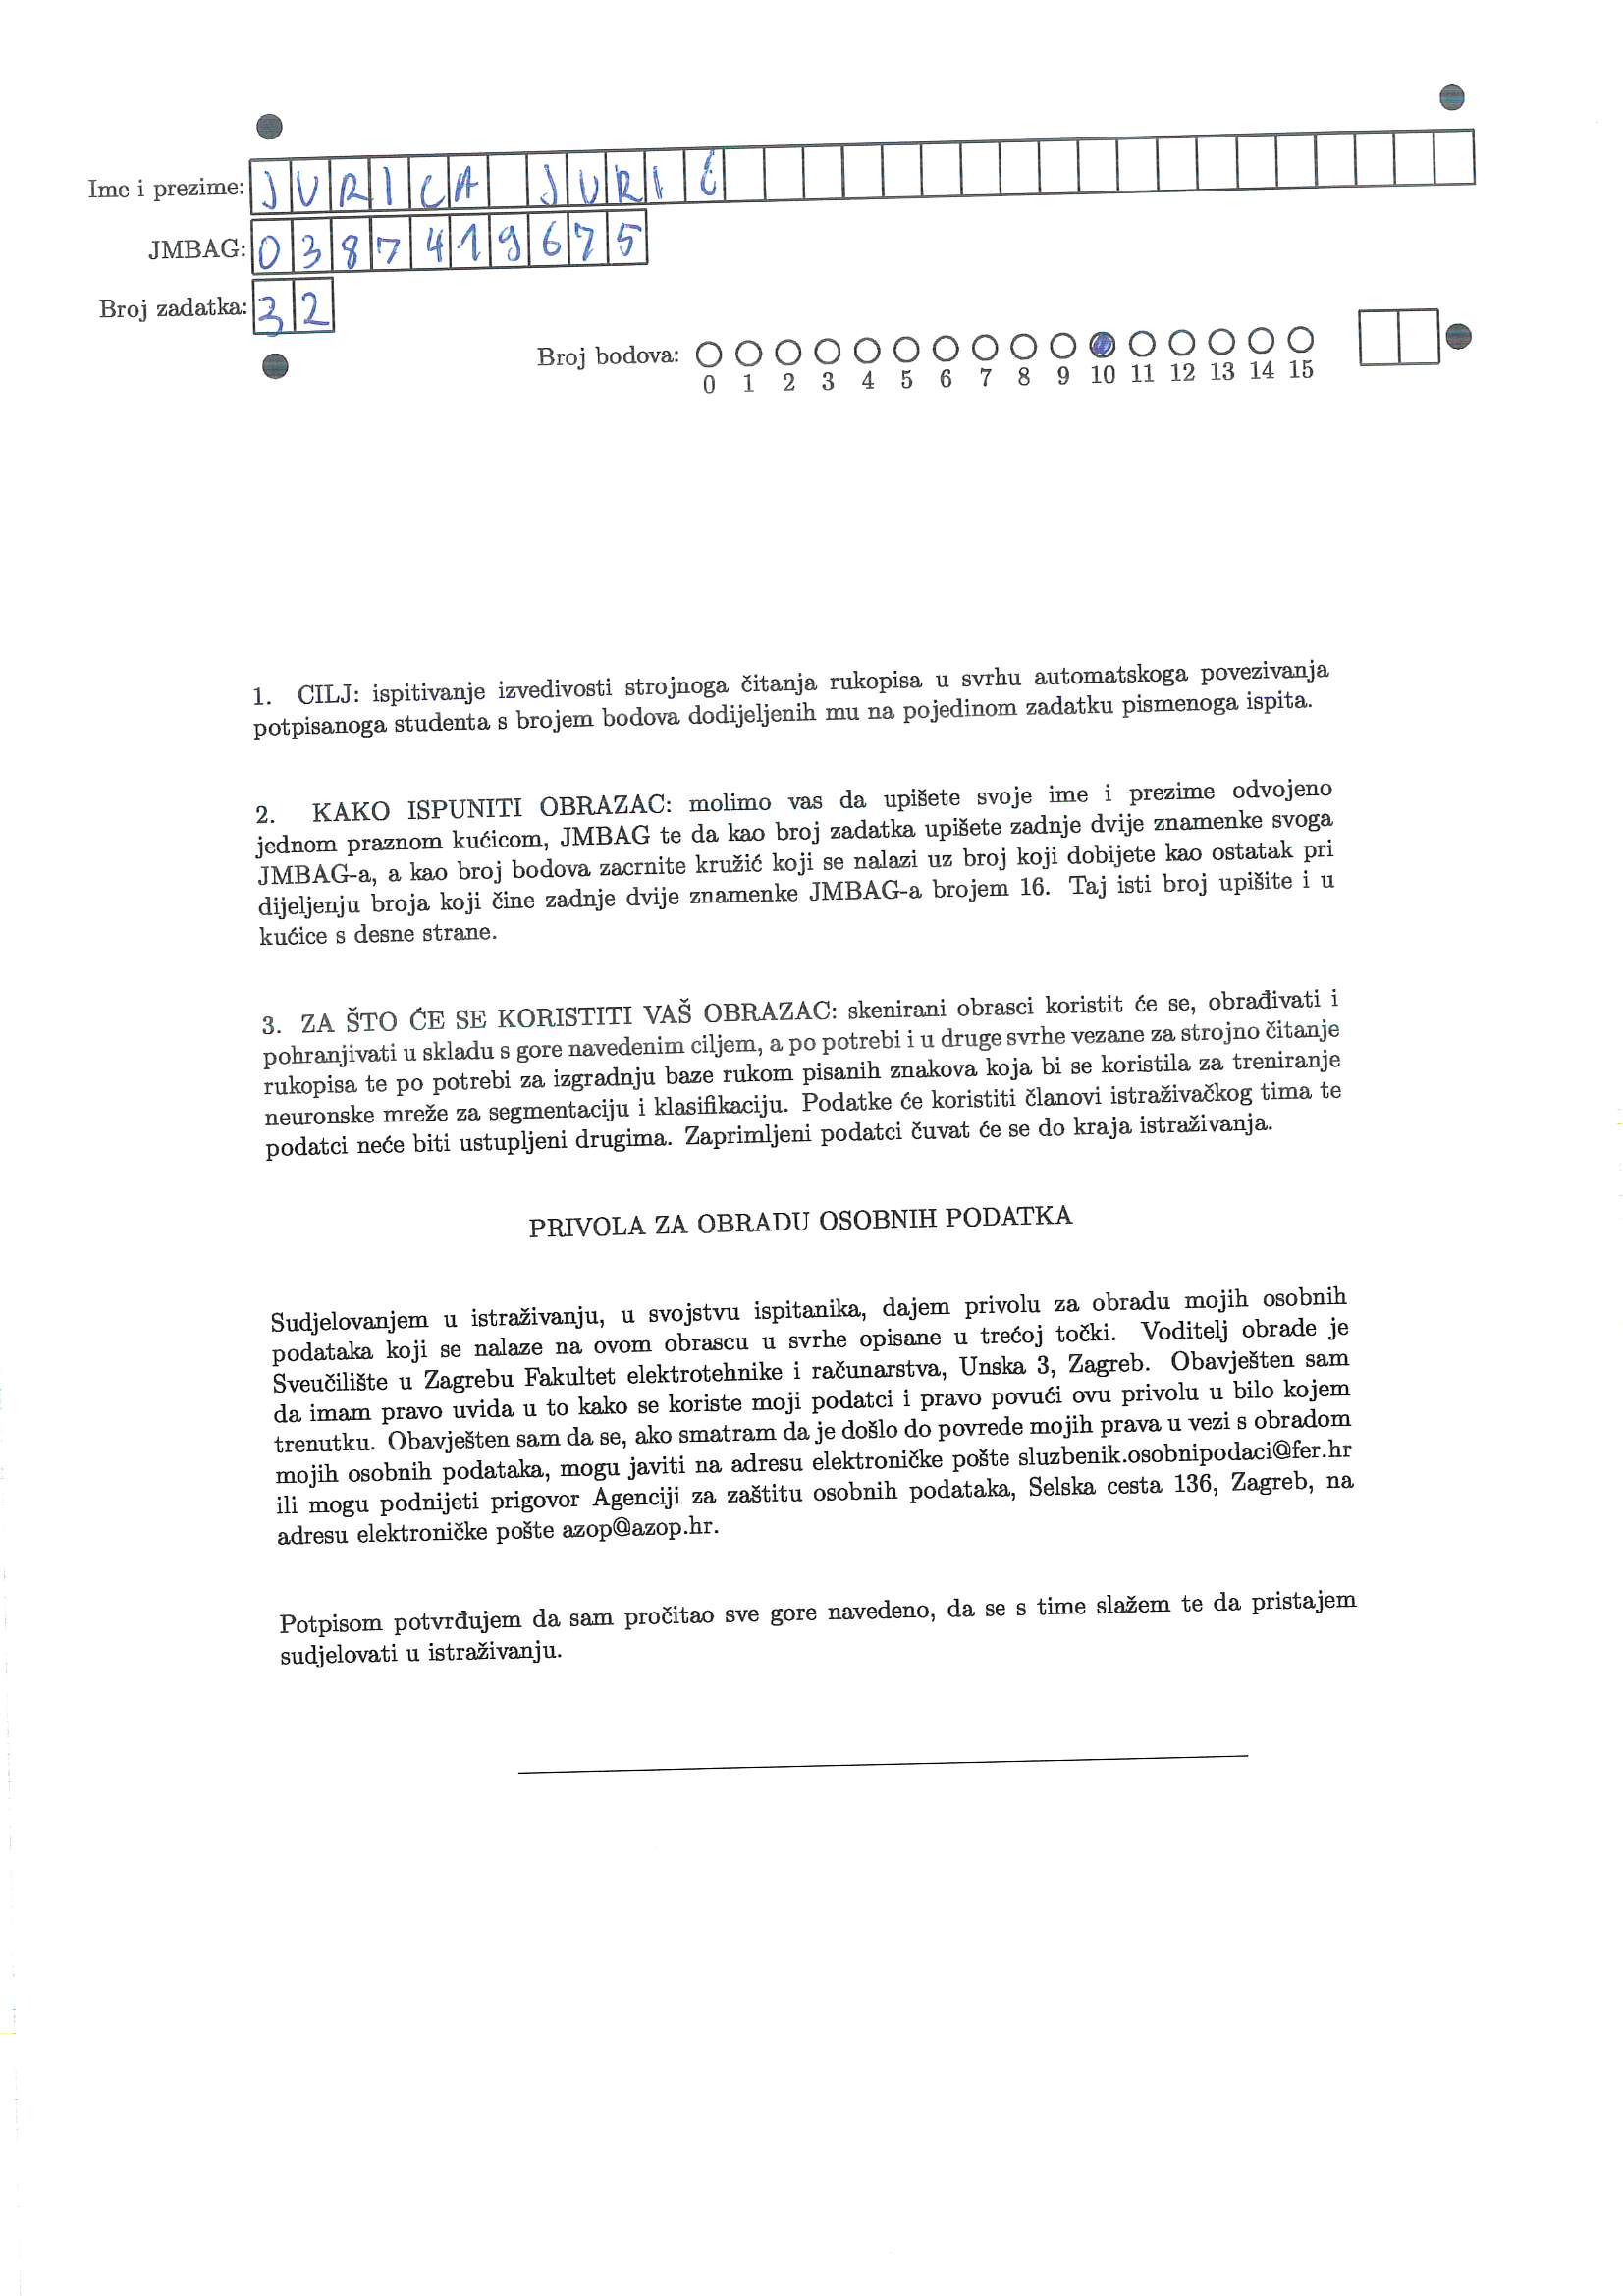 Ime i prezime: JURICA JURIĆ
JMBAG: 0387419675
Broj zadatka: 32
Broj bodova:
0 1 2 3 4 5 6 7 8 9 10 11 12 13 14 15
1. CILJ: ispitivanje izvedivosti strojnoga čitanja rukopisa u svrhu automatskoga povezivanja
potpisanoga studenta s brojem bodova dodijeljenih mu na pojedinom zadatku pismenoga ispita.
2. KAKO ISPUNITI OBRAZAC: molimo vas da upišete svoje ime i prezime odvojeno
jednom praznom kućicom, JMBAG te da kao broj zadatka upišete zadnje dvije znamenke svoga
JMBAG-a, a kao broj bodova zacrnite kružić koji se nalazi uz broj koji dobijete kao ostatak pri
dijeljenju broja koji čine zadnje dvije znamenke JMBAG-a brojem 16. Taj isti broj upišite i u
kućice s desne strane.
3. ZA ŠTO ĆE SE KORISTITI VAŠ OBRAZAC: skenirani obrasci koristit će se, obrađivati i
pohranjivati u skladu s gore navedenim ciljem, a po potrebi i u druge svrhe vezane za strojno čitanje
rukopisa te po potrebi za izgradnju baze rukom pisanih znakova koja bi se koristila za treniranje
neuronske mreže za segmentaciju i klasifikaciju. Podatke će koristiti članovi istraživačkog tima te
podatci neće biti ustupljeni drugima. Zaprimljeni podatci čuvat će se do kraja istraživanja.
PRIVOLA ZA OBRADU OSOBNIH PODATKA
Sudjelovanjem u istraživanju, u svojstvu ispitanika, dajem privolu za obradu mojih osobnih
podataka koji se nalaze na ovom obrascu u svrhe opisane u trećoj točki. Voditelj obrade je
Sveučilište u Zagrebu Fakultet elektrotehnike i računarstva, Unska 3, Zagreb. Obavješten sam
da imam pravo uvida u to kako se koriste moji podatci i pravo povući ovu privolu u bilo kojem
trenutku. Obavješten sam da se, ako smatram da je došlo do povrede mojih prava u vezi s obradom
mojih osobnih podataka, mogu javiti na adresu elektroničke pošte sluzbenik.osobnipodaci@fer.hr
ili mogu podnijeti prigovor Agenciji za zaštitu osobnih podataka, Selska cesta 136, Zagreb, na
adresu elektroničke pošte azop@azop.hr.
Potpisom potvrđujem da sam pročitao sve gore navedeno, da se s time slažem te da pristajem
sudjelovati u istraživanju.